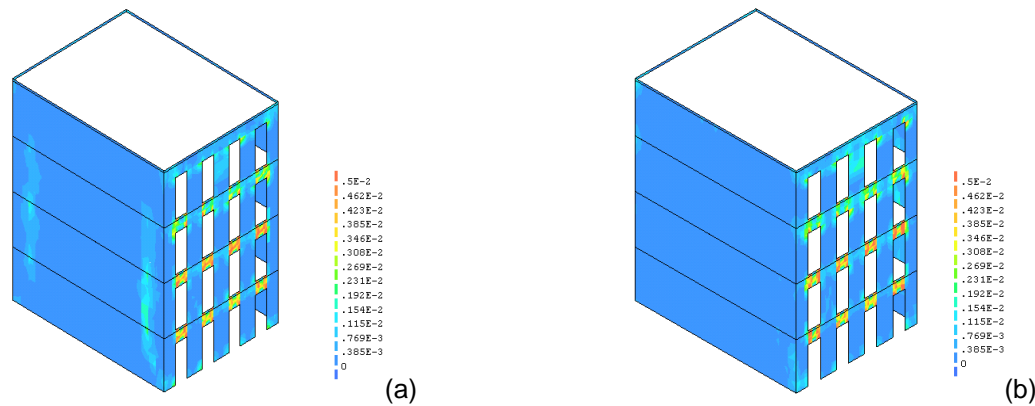 .5E-2
.462E-2
.423E-2
.385E-2
.346E-2
.308E-2
.269E-2
.231E-2
.192E-2
.154E-2
.115E-2
.769E-3
.385E-3
0
(a)
.5E-2
.462E-2
.423E-2
.385E-2
.346E-2
.308E-2
.269E-2
.231E-2
.192E-2
.154E-2
.115E-2
.769E-3
.385E-3
0
(b)